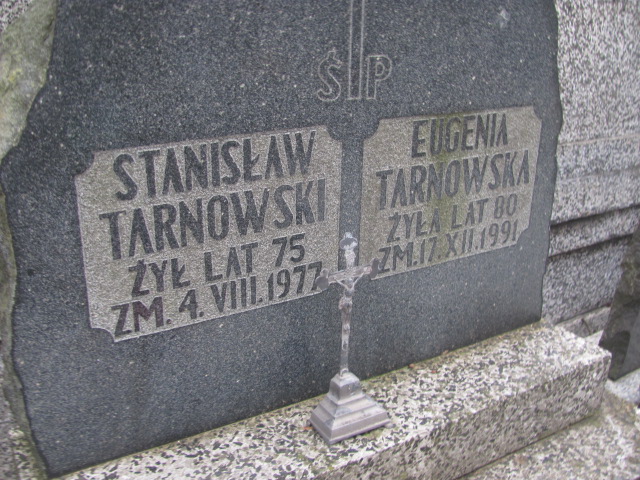 ŚP
STANISŁAW
TARNOWSKI
ŻYŁ LAT 75
ZM. 4. VIII. 1977
EUGENIA
TARNOWSKA
ŻYŁA LAT 80
ZM. 17. XII. 1991